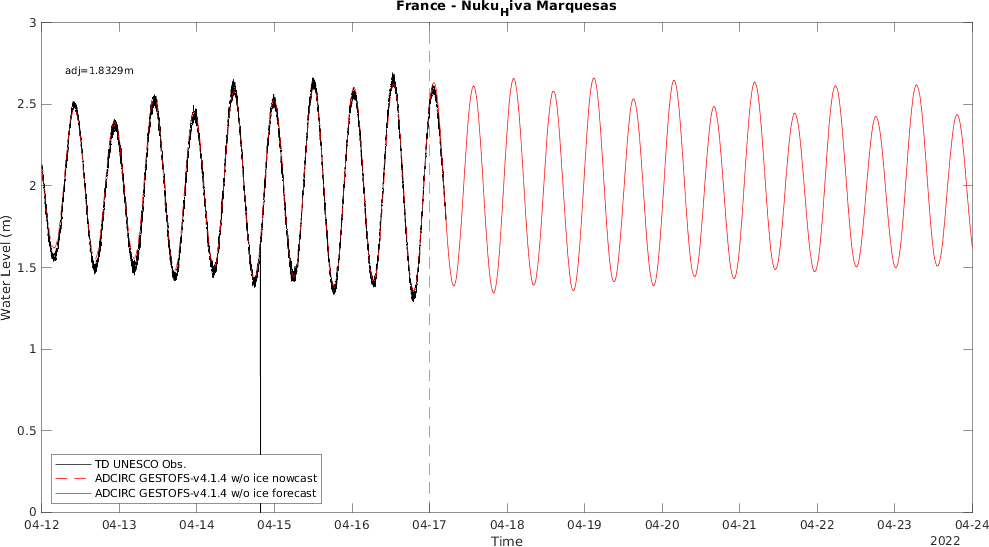 France - Nuku_Hiva Marquesas
3
adj=1.8329m
2.5
2
1.5
1
0.5
0
Water Level (m)
TD UNESCO Obs.
ADCIRC GESTOFS-v4.1.4 w/o ice nowcast
ADCIRC GESTOFS-v4.1.4 w/o ice forecast
04-12 04-13 04-14 04-15 04-16 04-17 04-18 04-19 04-20 04-21 04-22 04-23 04-24
Time
2022